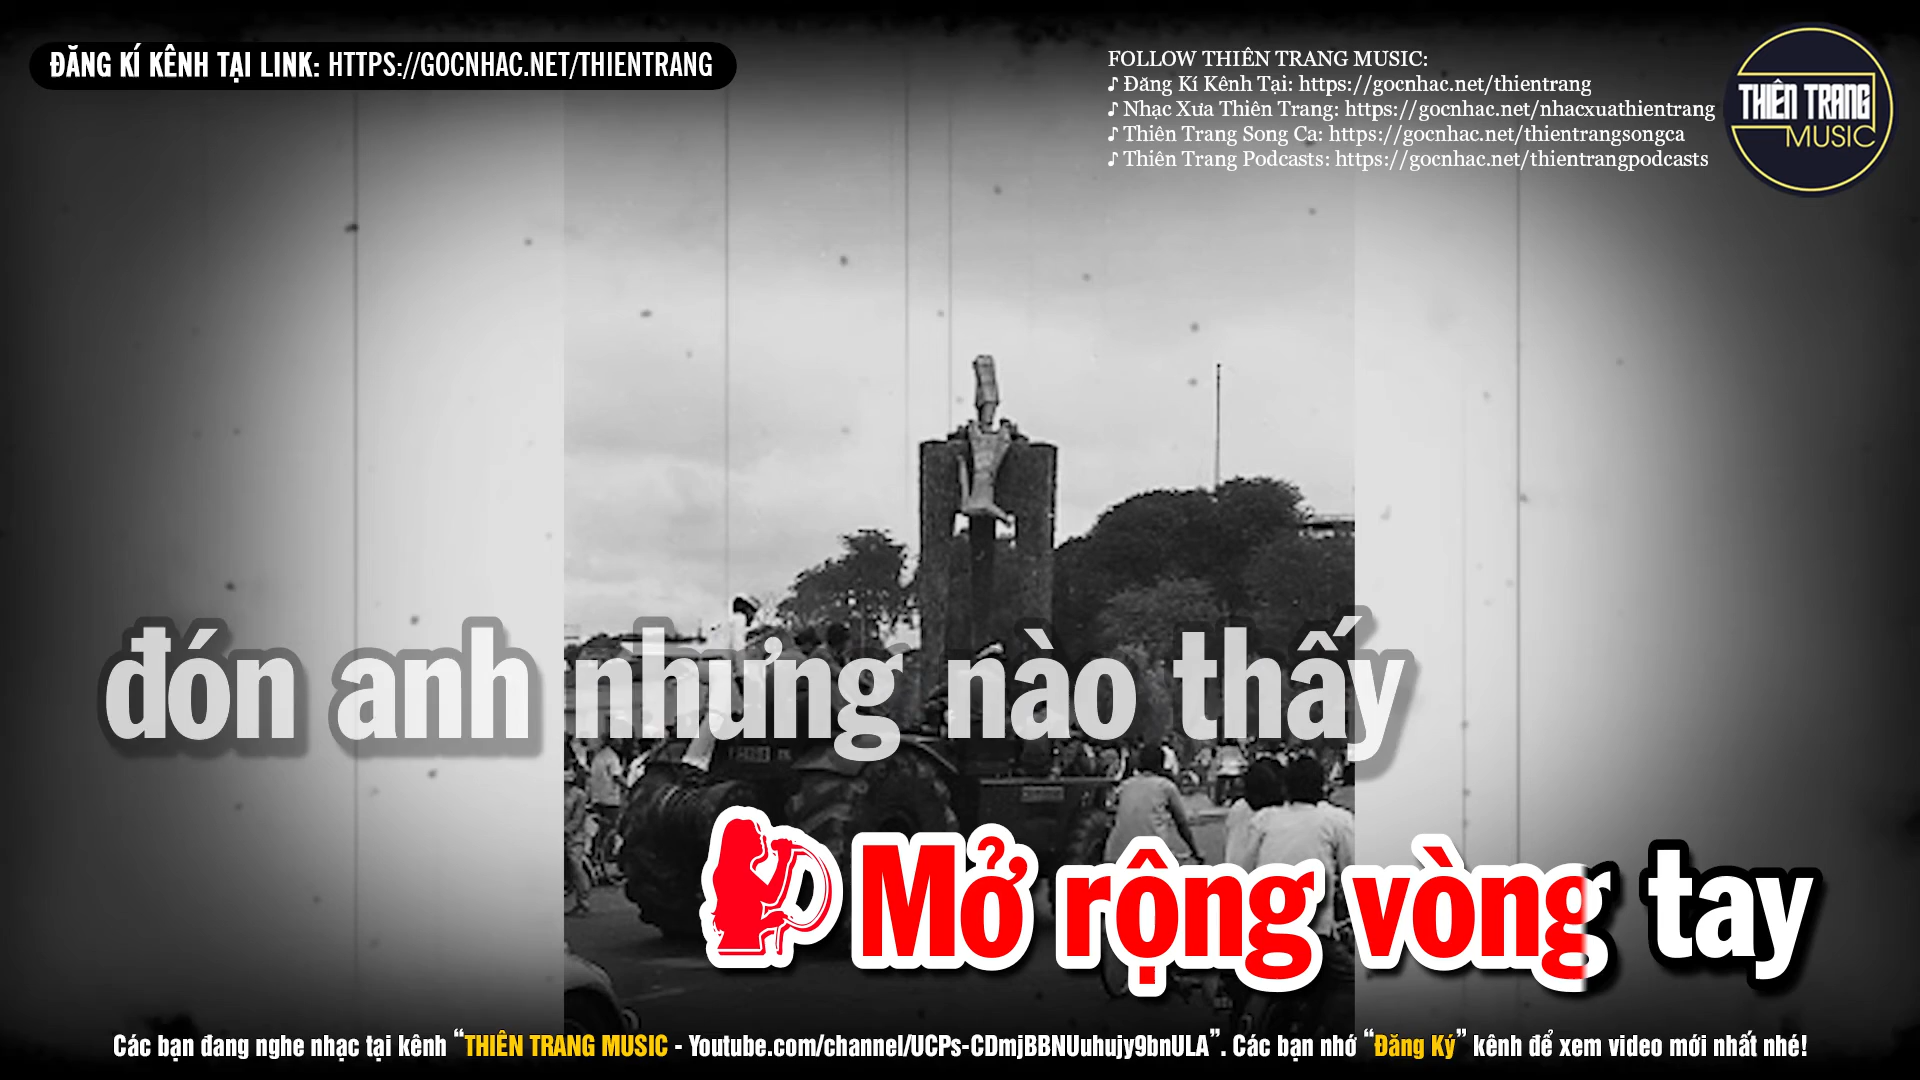 ĐĂNG KÍ KÊNH TẠI LINK: HTTPS://GOCNHAC.NET/THIENTRANG
FOLLOW THIÊN TRANG MUSIC:
♪ Đăng Kí Kênh Tại: https://gocnhac.net/thientrang
♪ Nhạc Xưa Thiên Trang: https://gocnhac.net/nhacxuathientrang
♪ Thiên Trang Song Ca: https://gocnhac.net/thientrangsongca
♪ Thiên Trang Podcasts: https://gocnhac.net/thientrangpodcasts
THIÊN TRANG
MUSIC
đón anh nhưng nào thấy
Mở rộng vòng tay
Các bạn đang nghe nhạc tại kênh “THIÊN TRANG MUSIC - Youtube.com/channel/UCPs-CDmjBBNUuhujy9bnULA”. Các bạn nhớ “Đăng Ký” kênh để xem video mới nhất nhé!